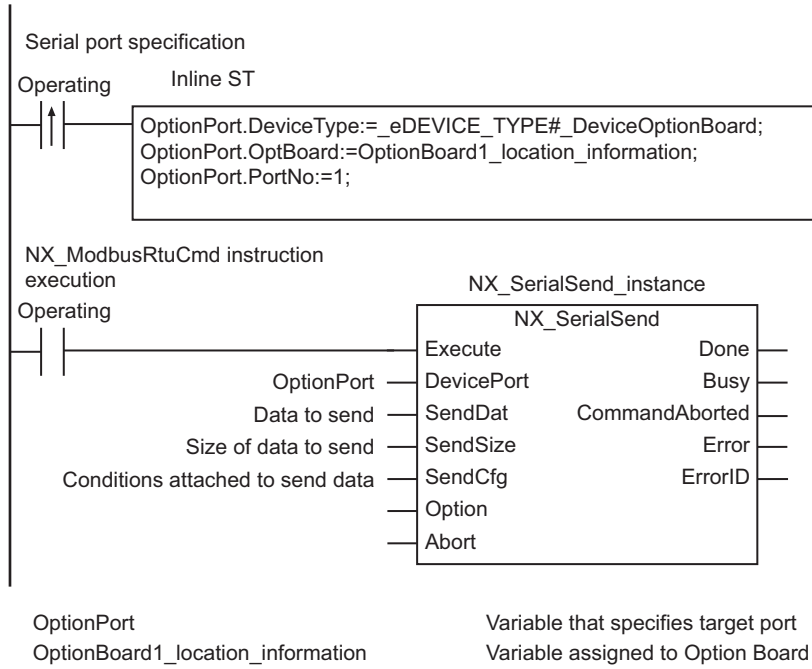 Serial port specification
Operating
Inline ST
OptionPort.DeviceType:=_eDEVICE_TYPE#_DeviceOptionBoard;
OptionPort.OptBoard:=OptionBoard1_location_information;
OptionPort.PortNo:=1;
NX_ModbusRtuCmd instruction
execution
NX_SerialSend_instance
Operating
NX_SerialSend
Execute Done
OptionPort DevicePort Busy
Data to send SendDat CommandAborted
Size of data to send SendSize Error
Conditions attached to send data SendCfg ErrorID
Option
Abort
OptionPort Variable that specifies target port
OptionBoard1_location_information Variable assigned to Option Board